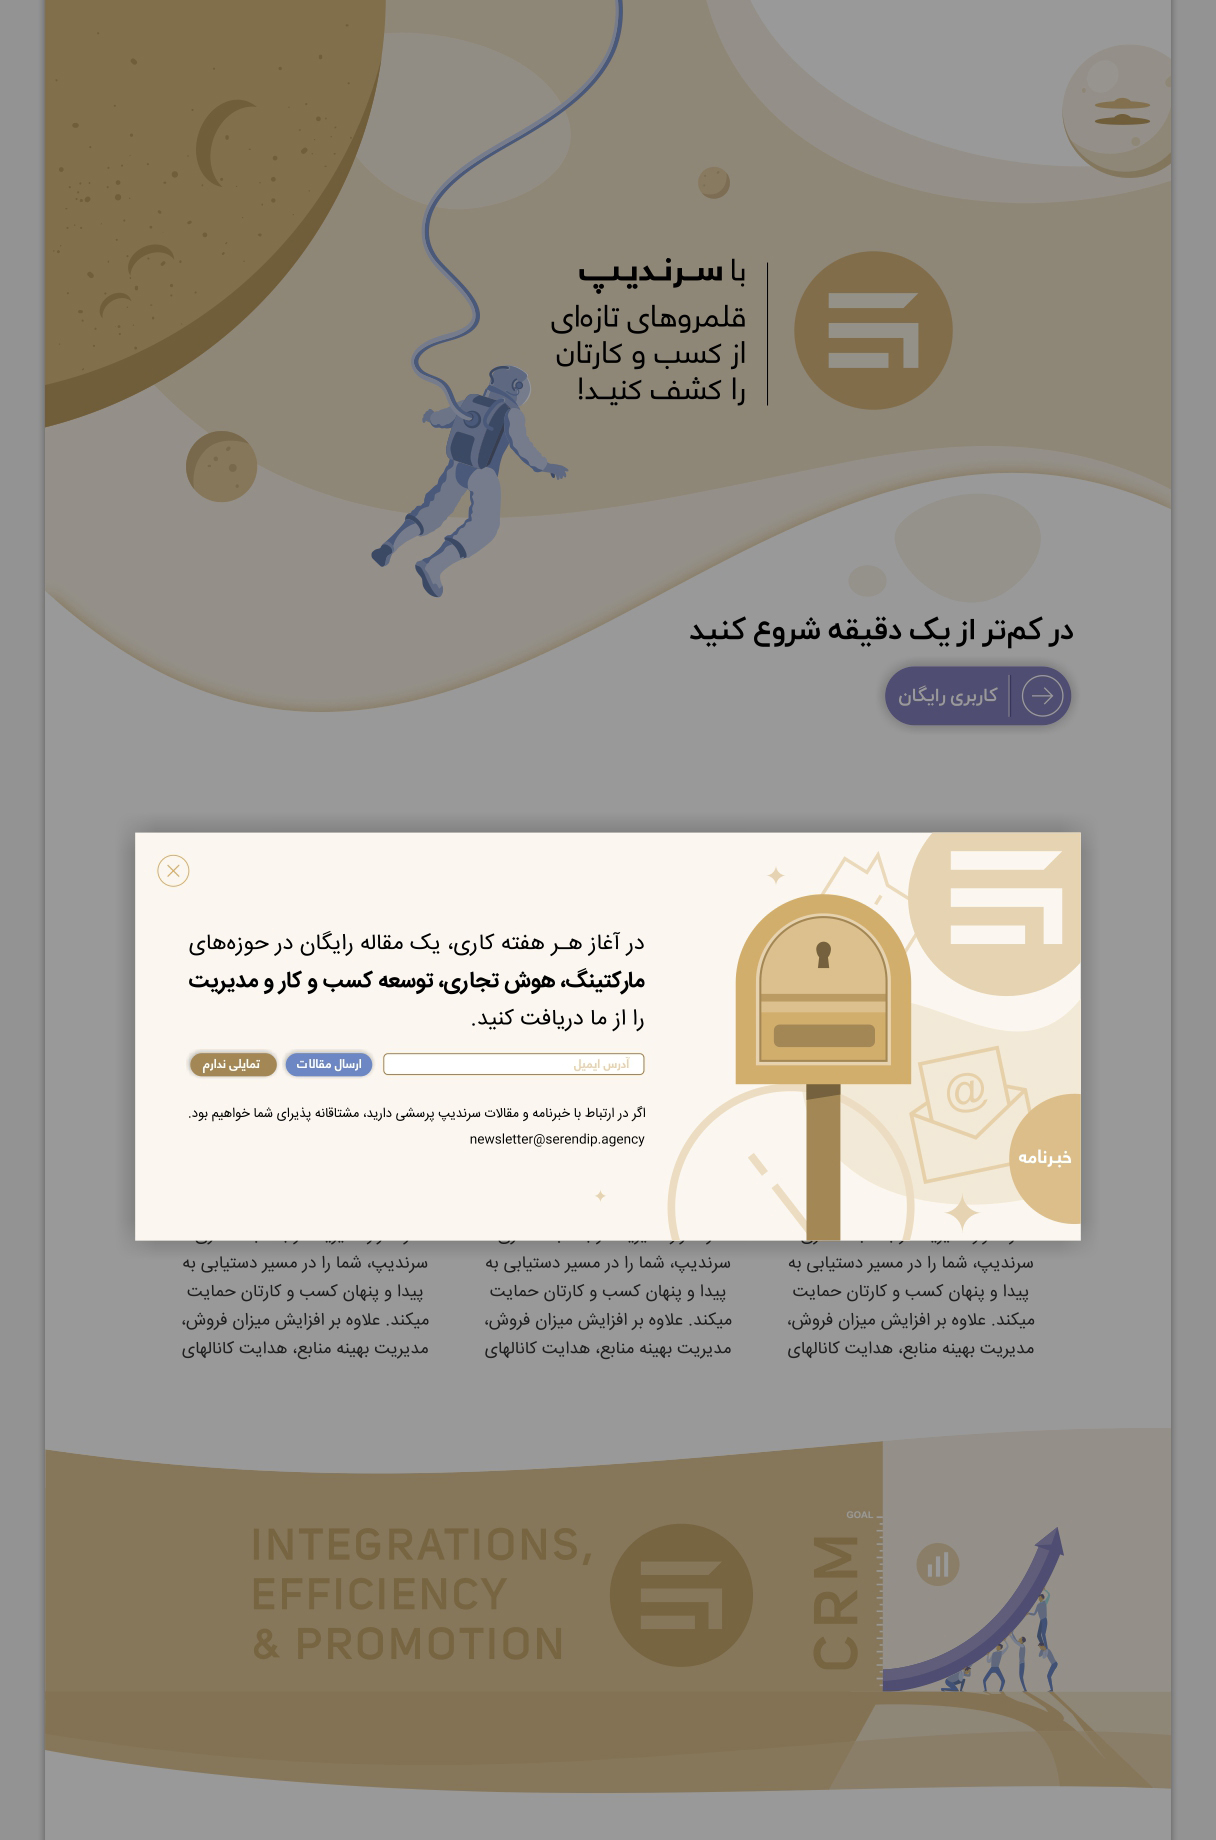 با سـرندیـپ
قلمروهای تازه‌ای
از کسب و کارتان
را کشف کنیـد!
در کم‌تر از یک دقیقه شروع کنید
کاربری رایگان
در آغاز هـر هفته کاری، یک مقاله رایگان در حوزه‌های
مارکتینگ، هوش تجاری، توسعه کسب و کار و مدیریت
را از ما دریافت کنید.
آدرس ایمیل
ارسال مقالات
تمایلی ندارم
اگر در ارتباط با خبرنامه و مقالات سرندیپ پرسشی دارید، مشتاقانه پذیرای شما خواهیم بود.
newsletter@serendip.agency
@
خبرنامه
سرندیپ، شما را در مسیر دستیابی به
پیدا و پنهان کسب و کارتان حمایت
میکند. علاوه بر افزایش میزان فروش،
مدیریت بهینه منابع، هدایت کانالهای
سرندیپ، شما را در مسیر دستیابی به
پیدا و پنهان کسب و کارتان حمایت
میکند. علاوه بر افزایش میزان فروش،
مدیریت بهینه منابع، هدایت کانالهای
سرندیپ، شما را در مسیر دستیابی به
پیدا و پنهان کسب و کارتان حمایت
میکند. علاوه بر افزایش میزان فروش،
مدیریت بهینه منابع، هدایت کانالهای
INTEGRATIONS,
EFFICIENCY
& PROMOTION
CRM
GOAL